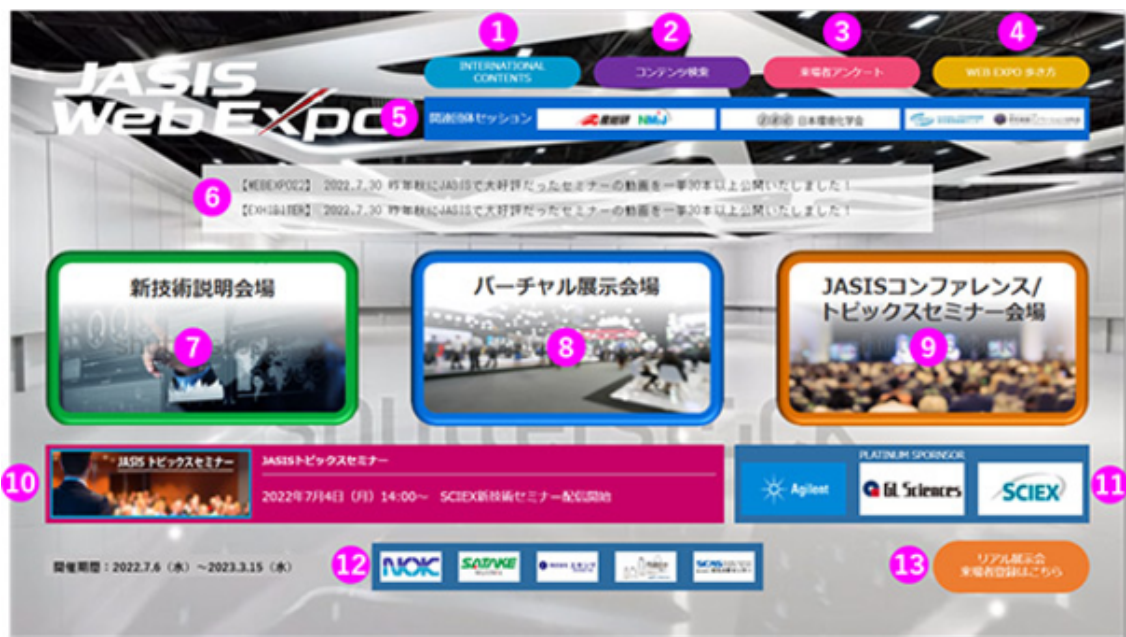 1
2
3
4
INTERNATIONAL
CONTENTS
コンテンツ検索
来場者アンケート
WEB EXPO 歩き方
JASIS
Web Expo
5
関連団体セッション
産総研 NMIJ
日本環境化学会
6
【WEBEXPO22】 2022.7.30 昨年秋にJASISで大好評だったセミナーの動画を一挙30本以上公開いたしました!
【EXHIBITER】 2022.7.30 昨年秋にJASISで大好評だったセミナーの動画を一挙30本以上公開いたしました!
新技術説明会場
バーチャル展示会場
JASISコンファレンス/
トピックスセミナー会場
7
8
9
10
JASIS トピックスセミナー
JASISトピックスセミナー
2022年7月4日(月)14:00~ SCIEX新技術セミナー配信開始
PLATINUM SPORNSOR
Agilent
GL Sciences
SCIEX
11
開催期間:2022.7.6(水)~2023.3.15(水)
12
NOK
SATAKE
13
リアル展示会
来場者登録はこちら